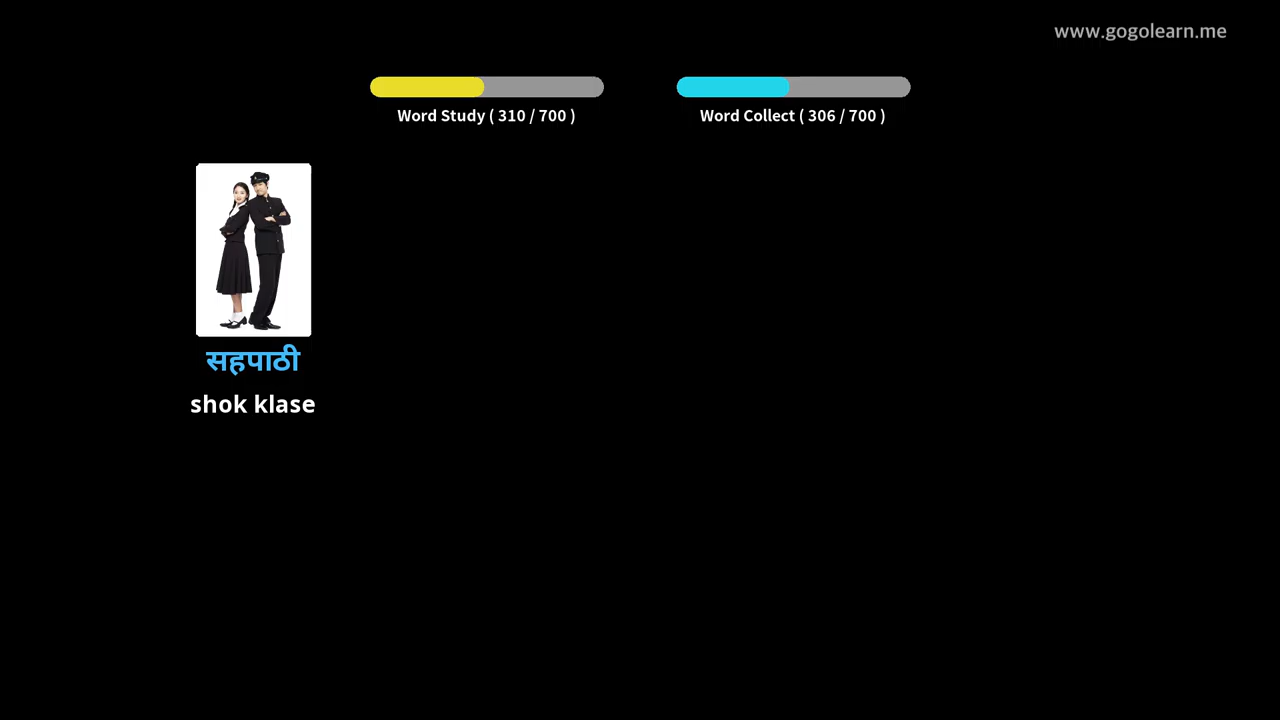 www.gogolearn.me
Word Study ( 310 / 700 )
Word Collect ( 306 / 700 )
सहपाठी
shok klase